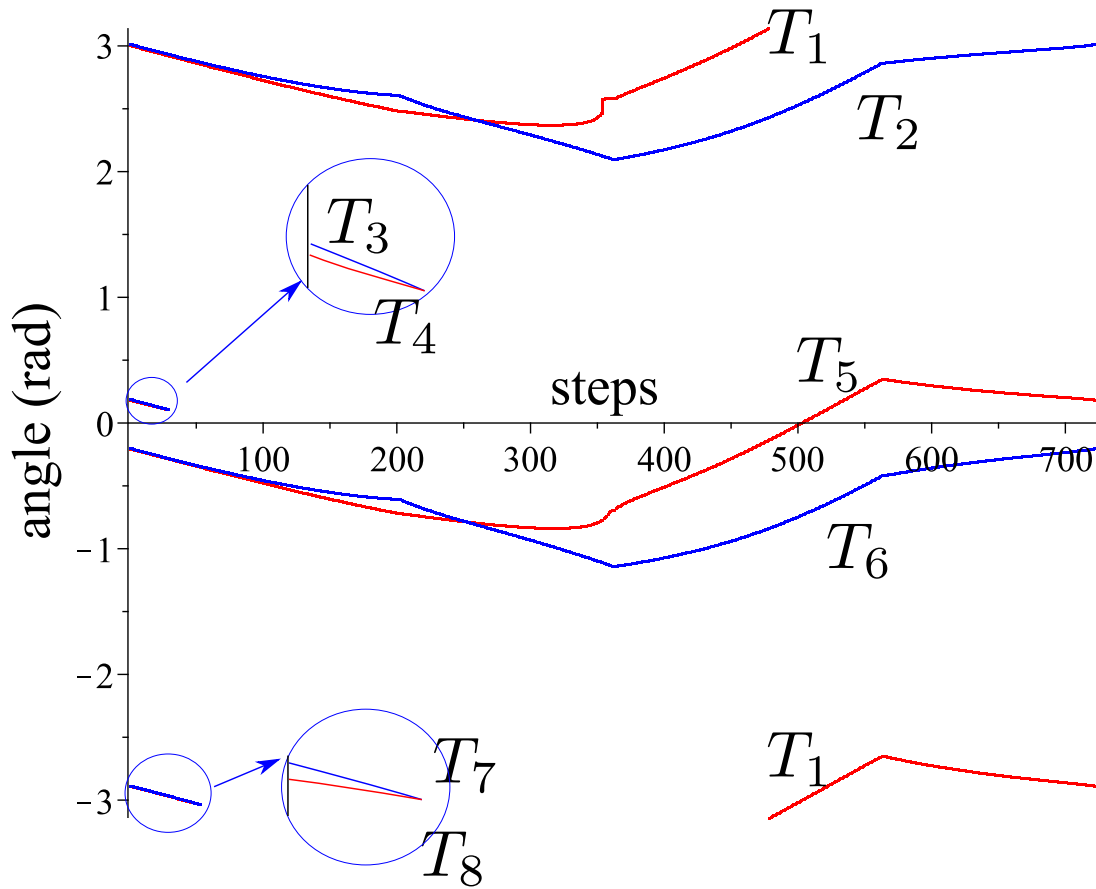 3
T₁
T₂
2
T₃
1
T₄
angle (rad)
steps
T₅
0
100 200 300 400 500 600 700
−1
T₆
−2
T₇
T₁
−3
T₈